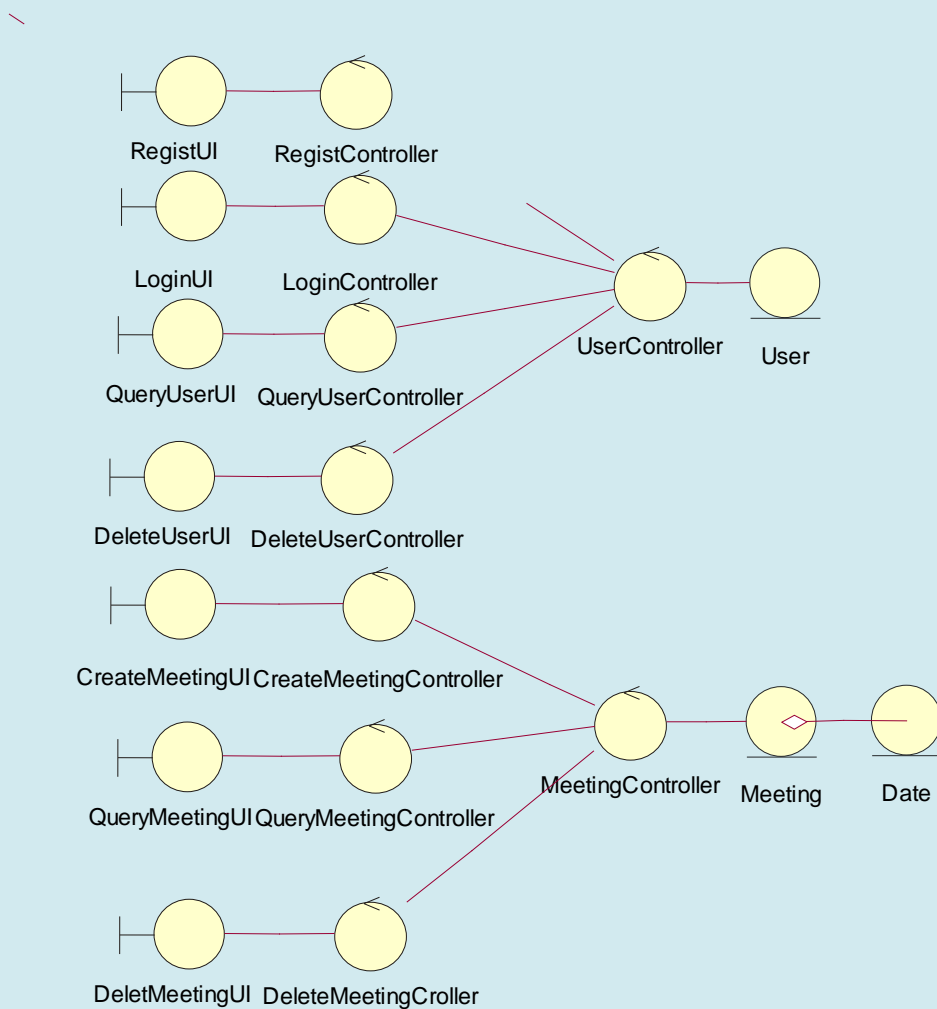 RegistUI
RegistController
LoginUI
LoginController
UserController
User
QueryUserUI
QueryUserController
DeleteUserUI
DeleteUserController
CreateMeetingUI
CreateMeetingController
MeetingController
Meeting
Date
QueryMeetingUI
QueryMeetingController
DeletMeetingUI
DeleteMeetingCroller